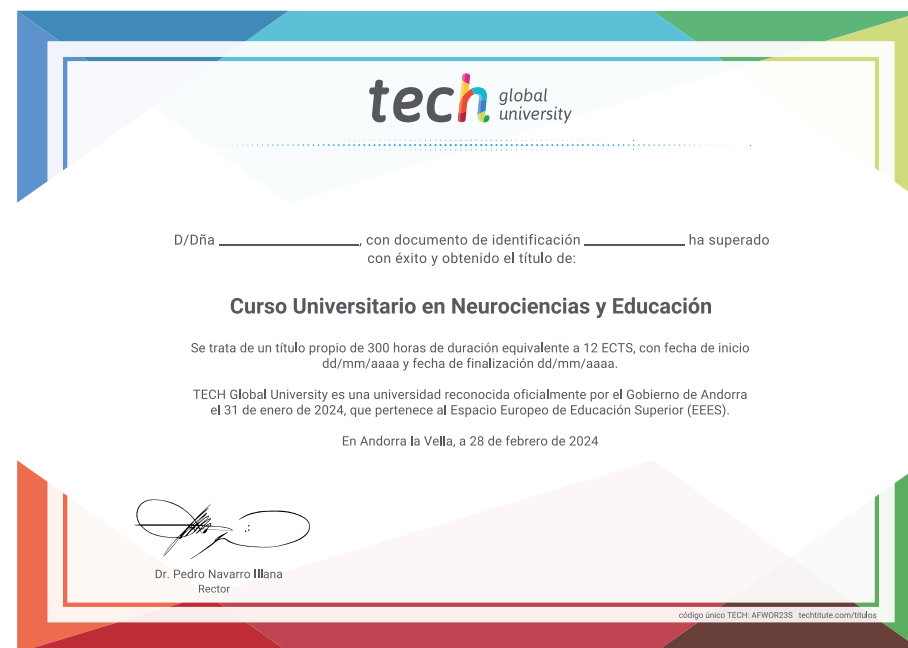 tech global university
D/Dña ____________________, con documento de identificación ______________ ha superado
con éxito y obtenido el título de:
Curso Universitario en Neurociencias y Educación
Se trata de un título propio de 300 horas de duración equivalente a 12 ECTS, con fecha de inicio
dd/mm/aaaa y fecha de finalización dd/mm/aaaa.
TECH Global University es una universidad reconocida oficialmente por el Gobierno de Andorra
el 31 de enero de 2024, que pertenece al Espacio Europeo de Educación Superior (EEES).
En Andorra la Vella, a 28 de febrero de 2024
Dr. Pedro Navarro Illana
Rector
código único TECH: AFWOR23S techtitute.com/titulos